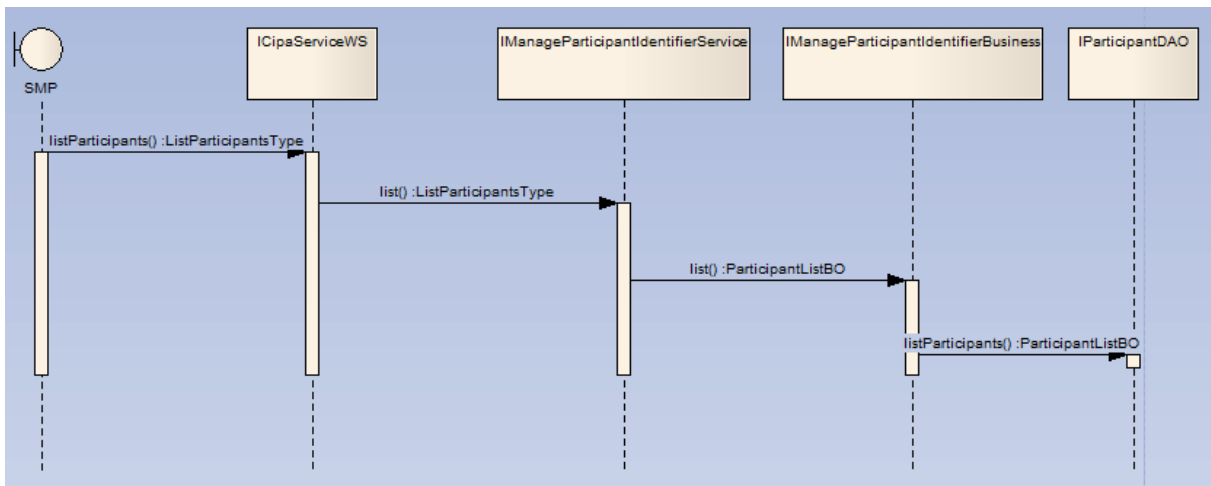 ICipaServiceWS
IManageParticipantIdentifierService
IManageParticipantIdentifierBusiness
IParticipantDAO
SMP
listParticipants() :ListParticipantsType
list() :ListParticipantsType
list() :ParticipantListBO
listParticipants() :ParticipantListBO